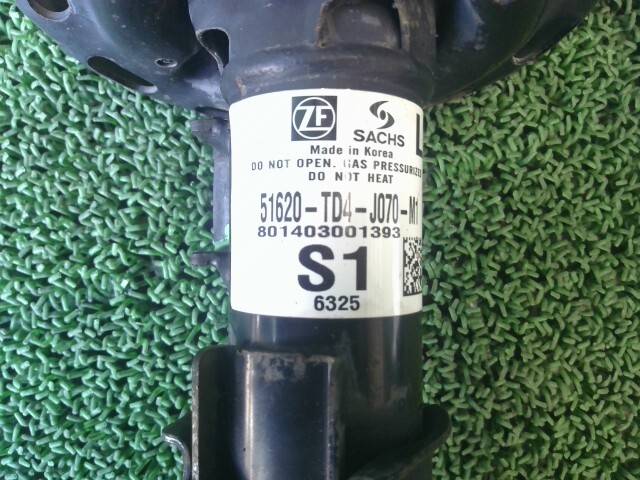 ZF SACHS L
Made in Korea
DO NOT OPEN. GAS PRESSURIZED
DO NOT HEAT
51620-TD4-J070-M1
801403001393
S1
6325